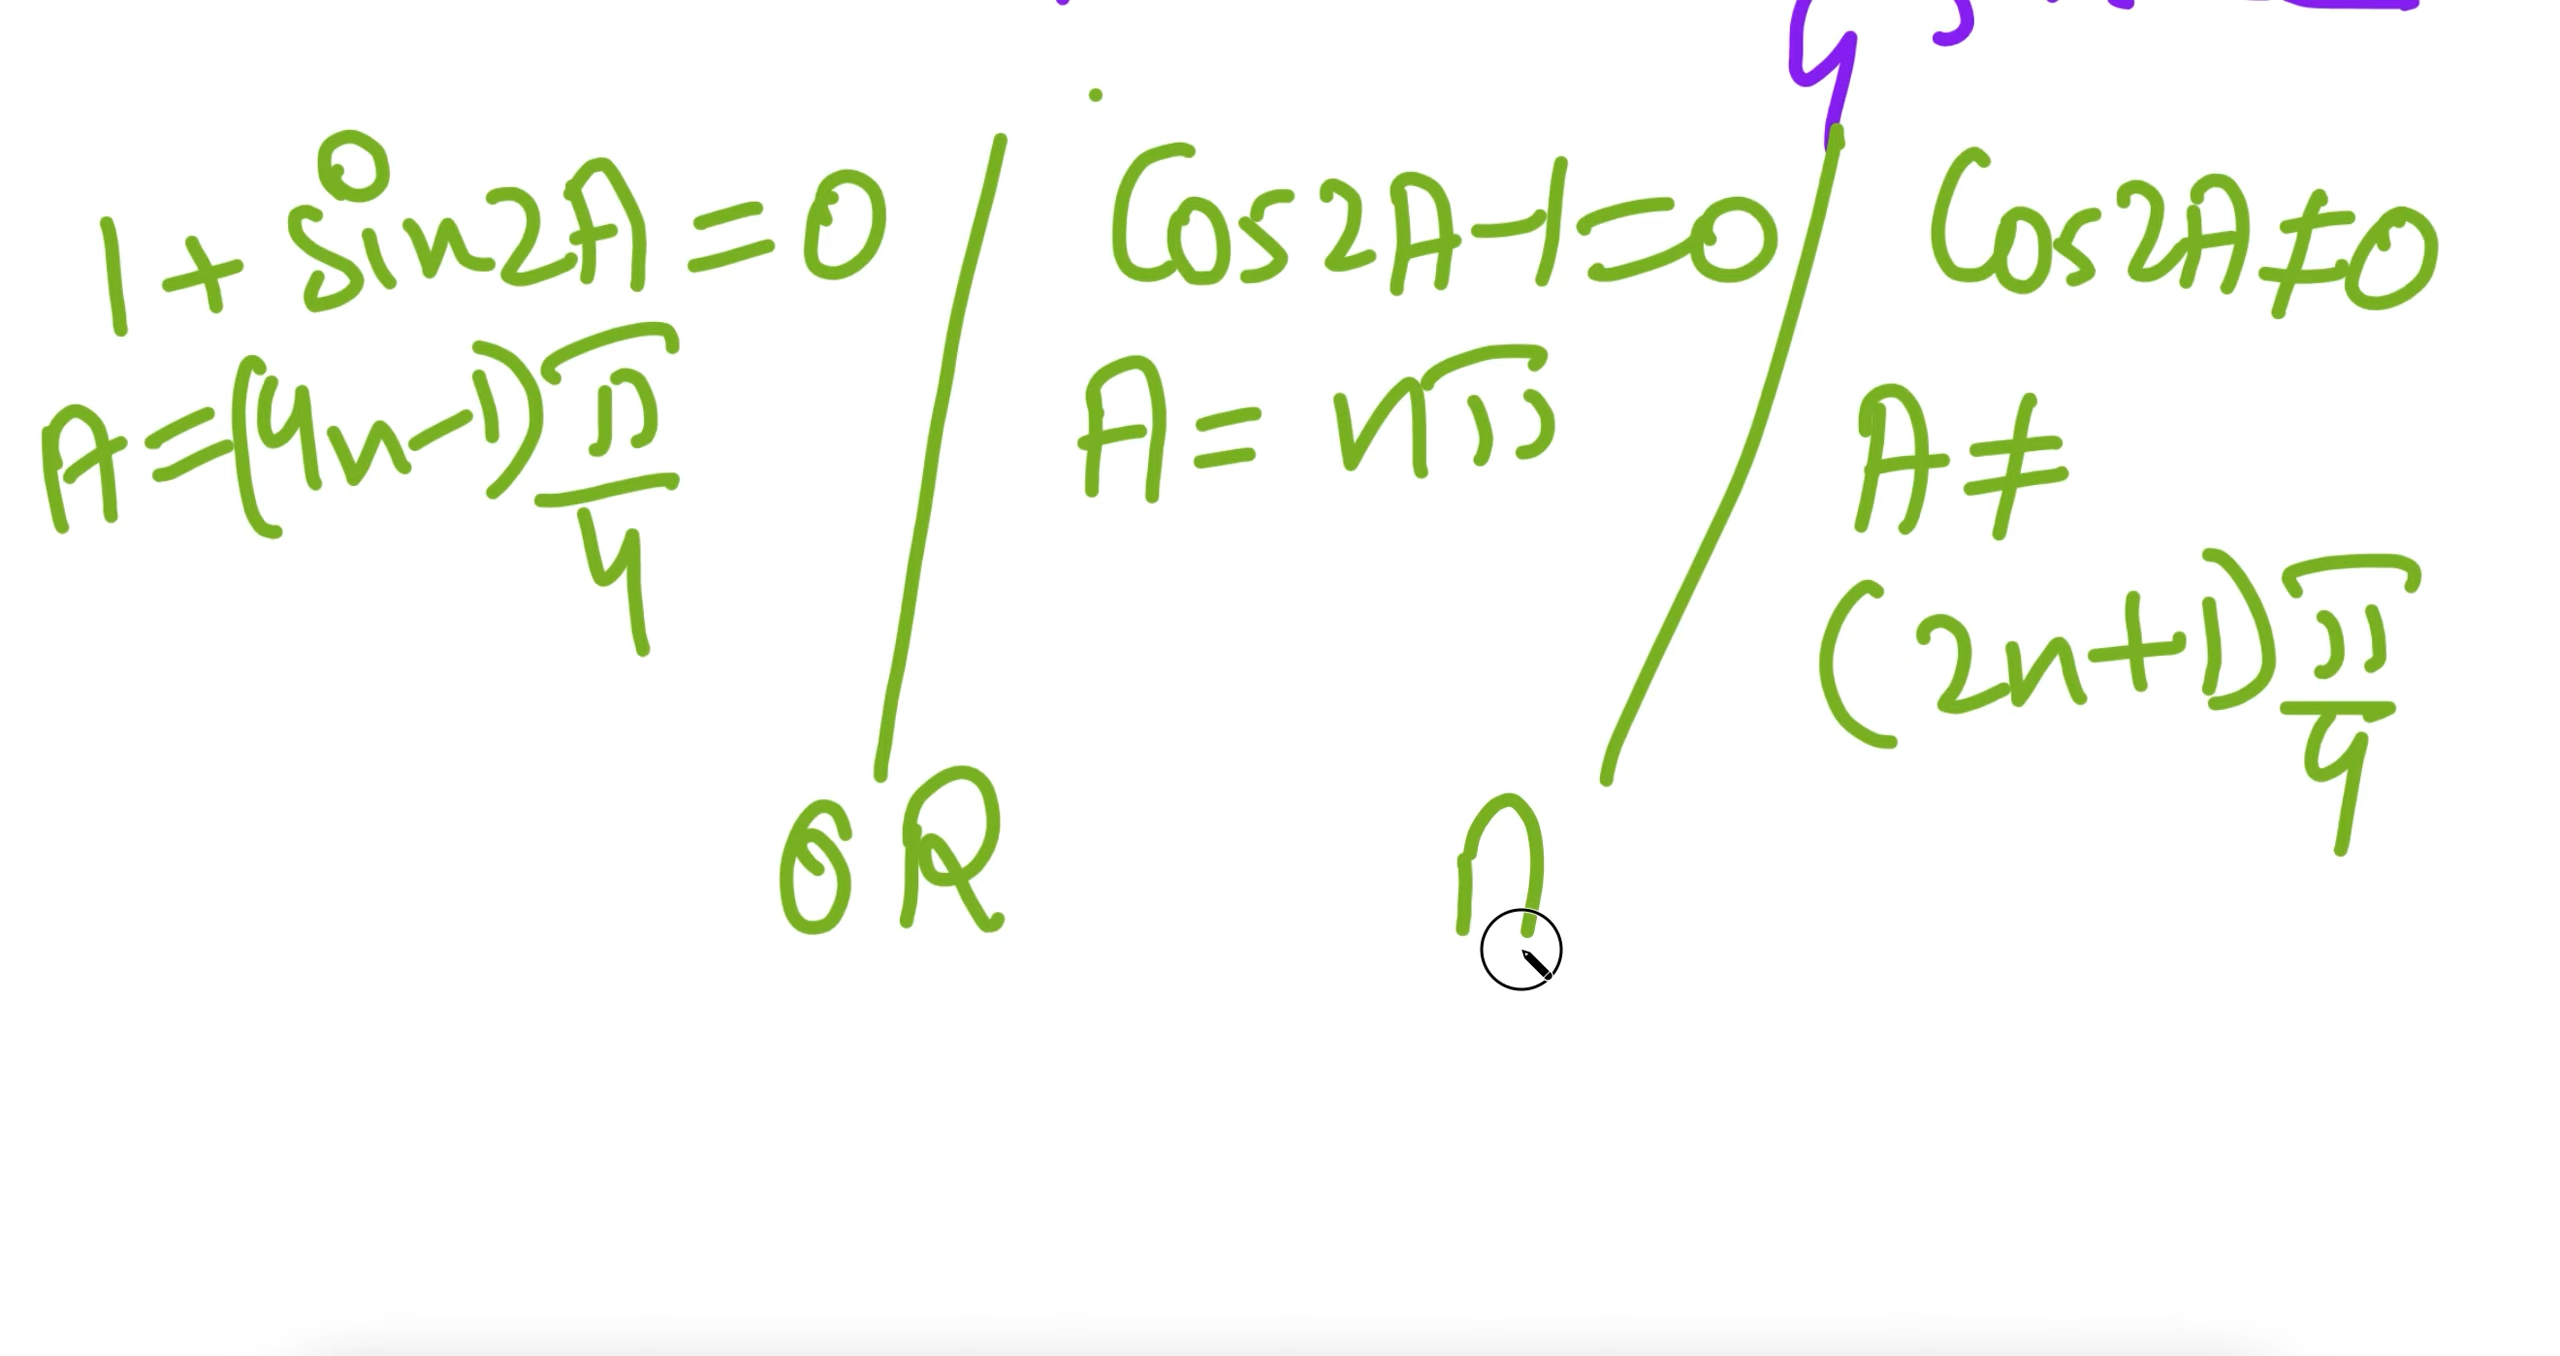 1 + sin2A = 0
A = (4n-1) π/4
Cos2A-1=0
A = nπ
Cos2A≠0
A ≠
(2n+1) π/4
OR